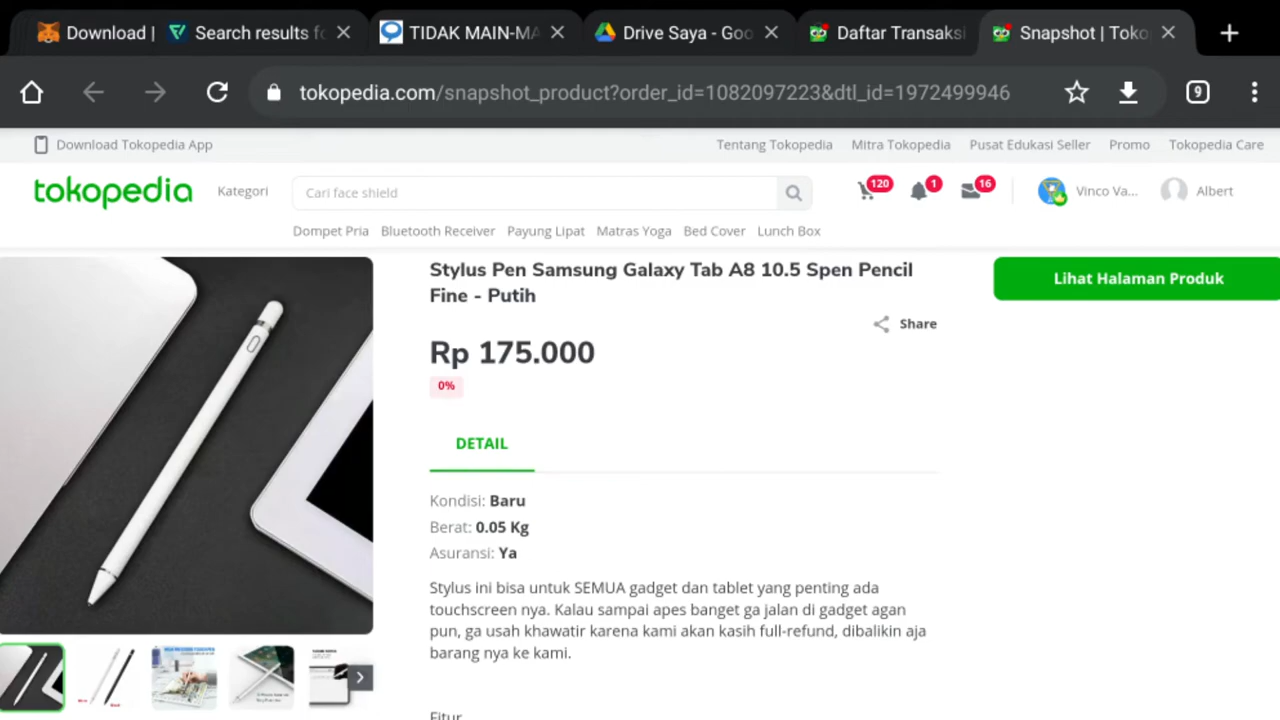 Download |
Search results f
TIDAK MAIN-MA
Drive Saya - Goo
Daftar Transaksi
Snapshot | Toko
tokopedia.com/snapshot_product?order_id=1082097223&dtl_id=1972499946
9
Download Tokopedia App
Tentang Tokopedia
Mitra Tokopedia
Pusat Edukasi Seller
Promo
Tokopedia Care
tokopedia
Kategori
Cari face shield
120
1
16
Vinco Va...
Albert
Dompet Pria
Bluetooth Receiver
Payung Lipat
Matras Yoga
Bed Cover
Lunch Box
Stylus Pen Samsung Galaxy Tab A8 10.5 Spen Pencil
Fine - Putih
Lihat Halaman Produk
Share
Rp 175.000
0%
DETAIL
Kondisi: Baru
Berat: 0.05 Kg
Asuransi: Ya
Stylus ini bisa untuk SEMUA gadget dan tablet yang penting ada
touchscreen nya. Kalau sampai apes banget ga jalan di gadget agan
pun, ga usah khawatir karena kami akan kasih full-refund, dibalikin aja
barang nya ke kami.
Fitur